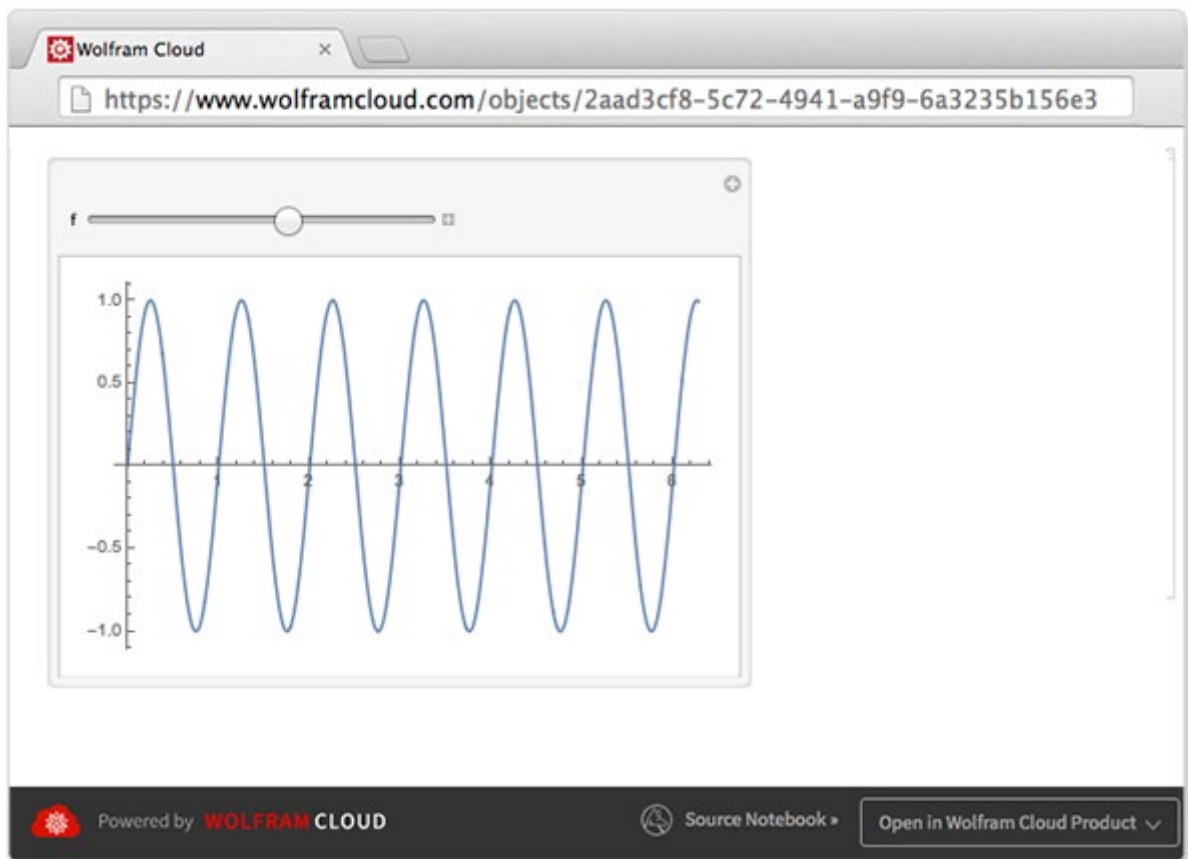 Wolfram Cloud ×
https://www.wolframcloud.com/objects/2aad3cf8-5c72-4941-a9f9-6a3235b156e3
f
1.0
0.5
1 2 3 4 5 6
-0.5
-1.0
Powered by WOLFRAM CLOUD Source Notebook » Open in Wolfram Cloud Product